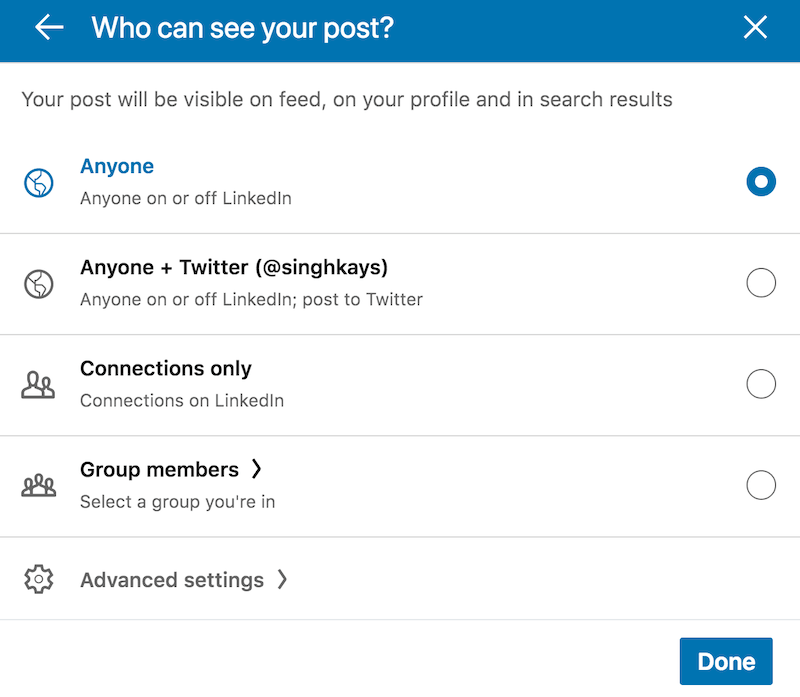 Who can see your post?
Your post will be visible on feed, on your profile and in search results
Anyone
Anyone on or off LinkedIn
Anyone + Twitter (@singhkays)
Anyone on or off LinkedIn; post to Twitter
Connections only
Connections on LinkedIn
Group members
Select a group you're in
Advanced settings
Done